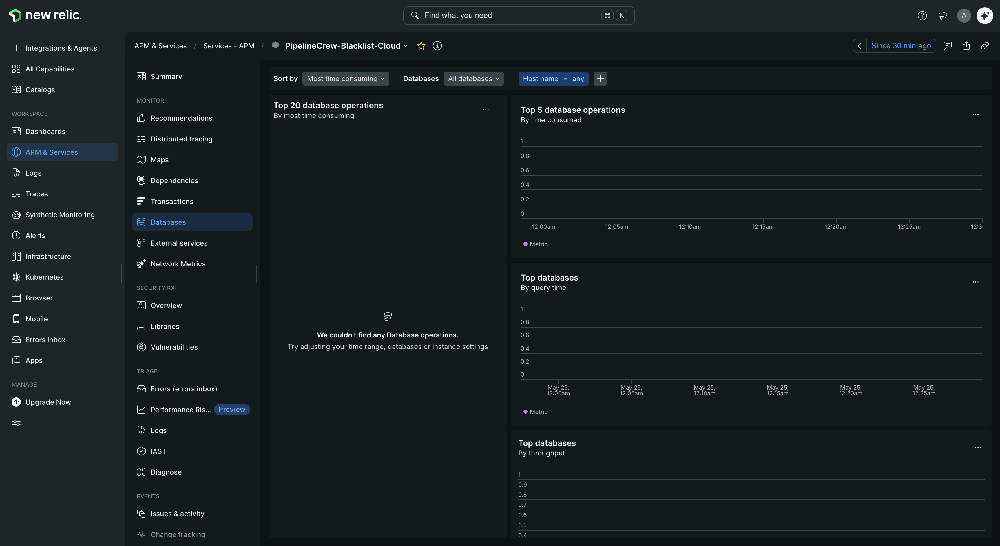 new relic.
Find what you need
⌘ K
A
Integrations & Agents
All Capabilities
Catalogs
WORKSPACE
Dashboards
APM & Services
Logs
Traces
Synthetic Monitoring
Alerts
Infrastructure
Kubernetes
Browser
Mobile
Errors Inbox
Apps
MANAGE
Upgrade Now
APM & Services / Services - APM / PipelineCrew-Blacklist-Cloud
Since 30 min ago
Summary
MONITOR
Recommendations
Distributed tracing
Maps
Dependencies
Transactions
Databases
External services
Network Metrics
SECURITY RX
Overview
Libraries
Vulnerabilities
TRIAGE
Errors (errors inbox)
Performance Ris... Preview
Logs
IAST
Diagnose
EVENTS
Issues & activity
Change tracking
Sort by Most time consuming Databases All databases Host name = any
Top 20 database operations
By most time consuming
We couldn't find any Database operations.
Try adjusting your time range, databases or instance settings
Top 5 database operations
By time consumed
1
0.8
0.6
0.4
0.2
0
12:00am 12:05am 12:10am 12:15am 12:20am 12:25am 12:3
Metric
Top databases
By query time
1
0.8
0.6
0.4
0.2
0
May 25, May 25, May 25, May 25, May 25, May 25,
12:00am 12:05am 12:10am 12:15am 12:20am 12:25am
Metric
Top databases
By throughput
1
0.9
0.8
0.7
0.6
0.5
0.4